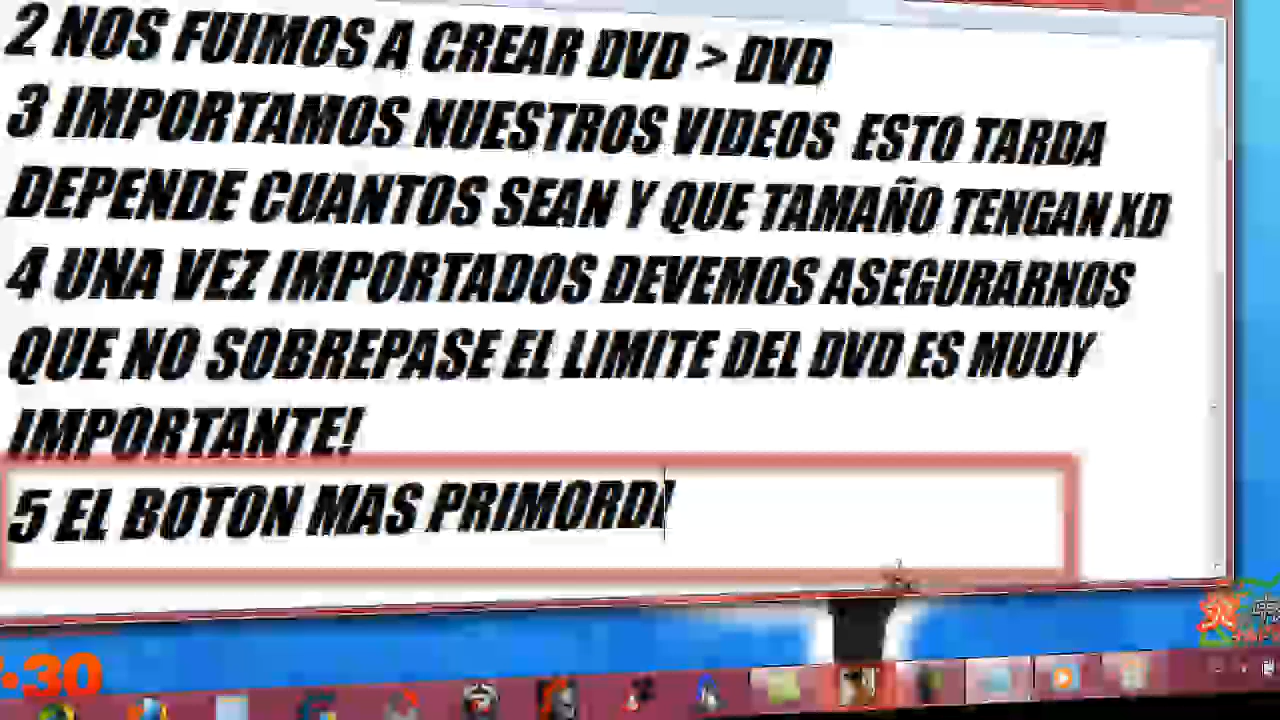 2 NOS FUIMOS A CREAR DVD > DVD
3 IMPORTAMOS NUESTROS VIDEOS ESTO TARDA
DEPENDE CUANTOS SEAN Y QUE TAMAÑO TENGAN XD
4 UNA VEZ IMPORTADOS DEVEMOS ASEGURARNOS
QUE NO SOBREPASE EL LIMITE DEL DVD ES MUUY
IMPORTANTE!
5 EL BOTON MAS PRIMORDI